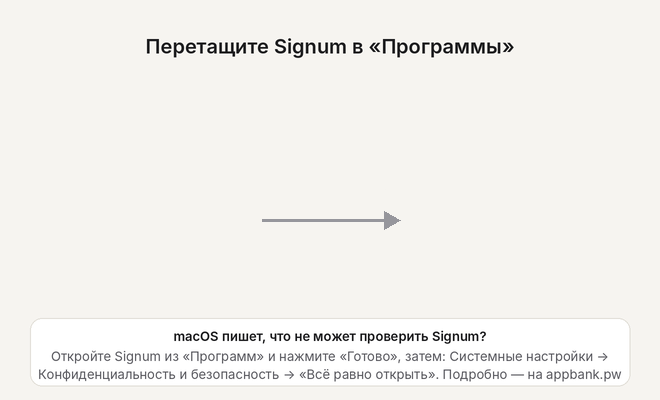 Перетащите Signum в «Программы»
macOS пишет, что не может проверить Signum?
Откройте Signum из «Программ» и нажмите «Готово», затем: Системные настройки →
Конфиденциальность и безопасность → «Всё равно открыть». Подробно — на appbank.pw